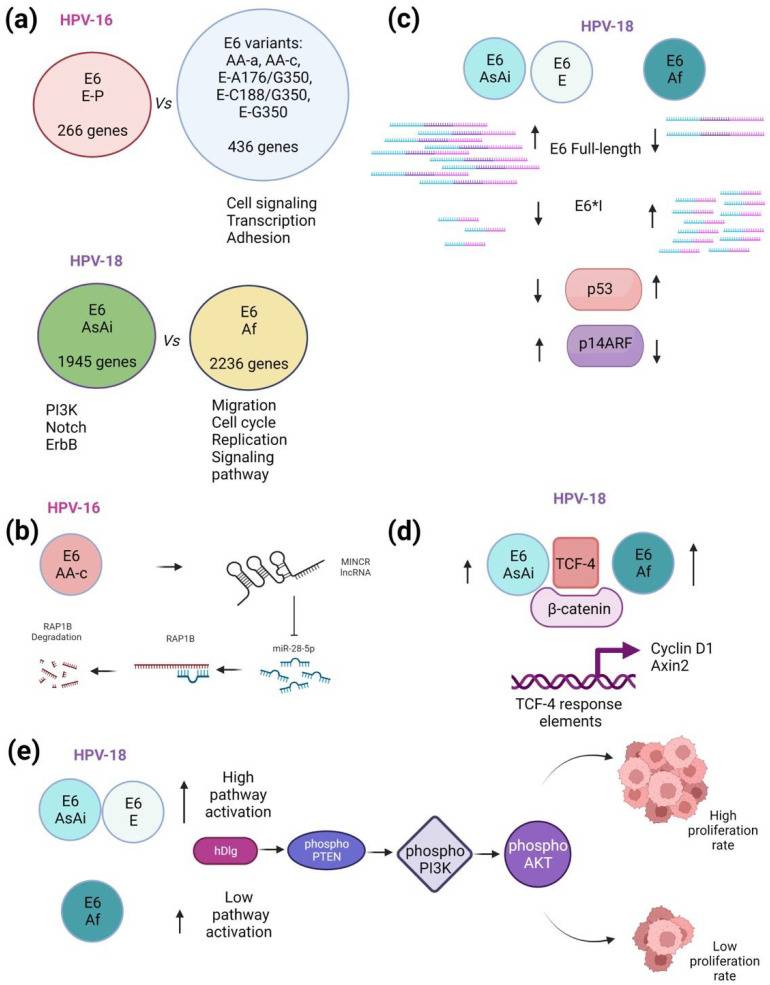 (a)
HPV-16
E6
E-P
266 genes
Vs
E6 variants:
AA-a, AA-c,
E-A176/G350,
E-C188/G350,
E-G350
436 genes
Cell signaling
Transcription
Adhesion
HPV-18
E6
AsAi
1945 genes
Vs
E6
Af
2236 genes
PI3K
Notch
ErbB
Migration
Cell cycle
Replication
Signaling
pathway
(b)
HPV-16
E6
AA-c
MINCR
lncRNA
miR-28-5p
RAP1B
RAP1B
Degradation
(c)
HPV-18
E6
AsAi
E6
E
E6
Af
E6 Full-length
E6*I
p53
p14ARF
(d)
HPV-18
E6
AsAi
TCF-4
E6
Af
β-catenin
Cyclin D1
Axin2
TCF-4 response
elements
(e)
HPV-18
E6
AsAi
E6
E
High
pathway
activation
hDlg
phospho
PTEN
phospho
PI3K
phospho
AKT
High
proliferation
rate
E6
Af
Low
pathway
activation
Low
proliferation
rate